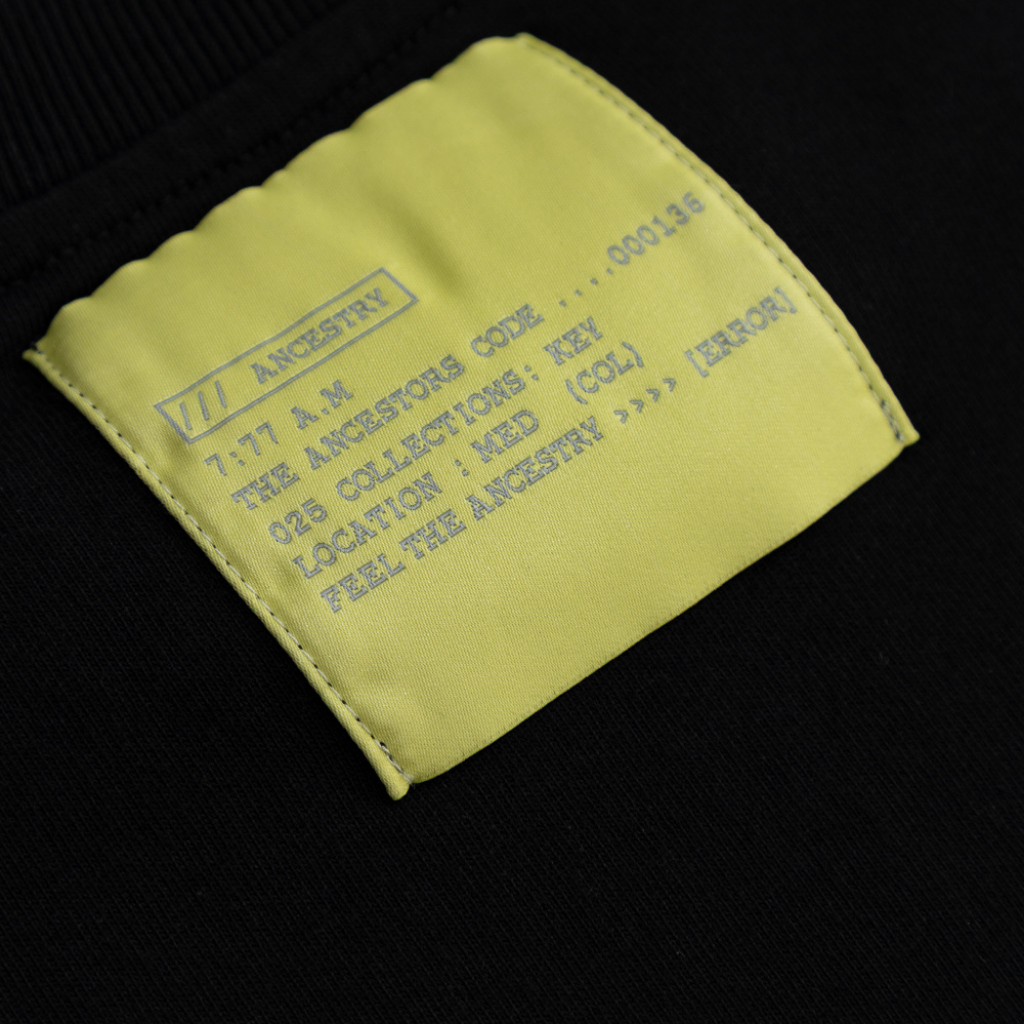 /// ANCESTRY
7:77 A.M
THE ANCESTORS CODE ....000136
025 COLLECTIONS: KEY
LOCATION : MED (COL)
FEEL THE ANCESTRY >>>> [ERROR]